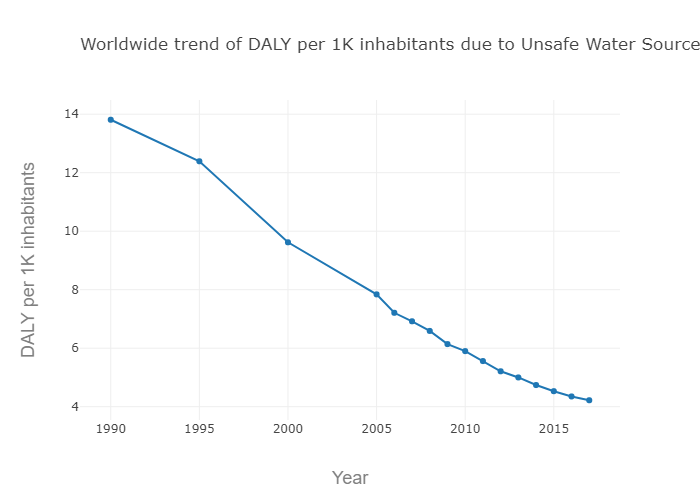 Worldwide trend of DALY per 1K inhabitants due to Unsafe Water Source
DALY per 1K inhabitants
14
12
10
8
6
4
1990 1995 2000 2005 2010 2015
Year